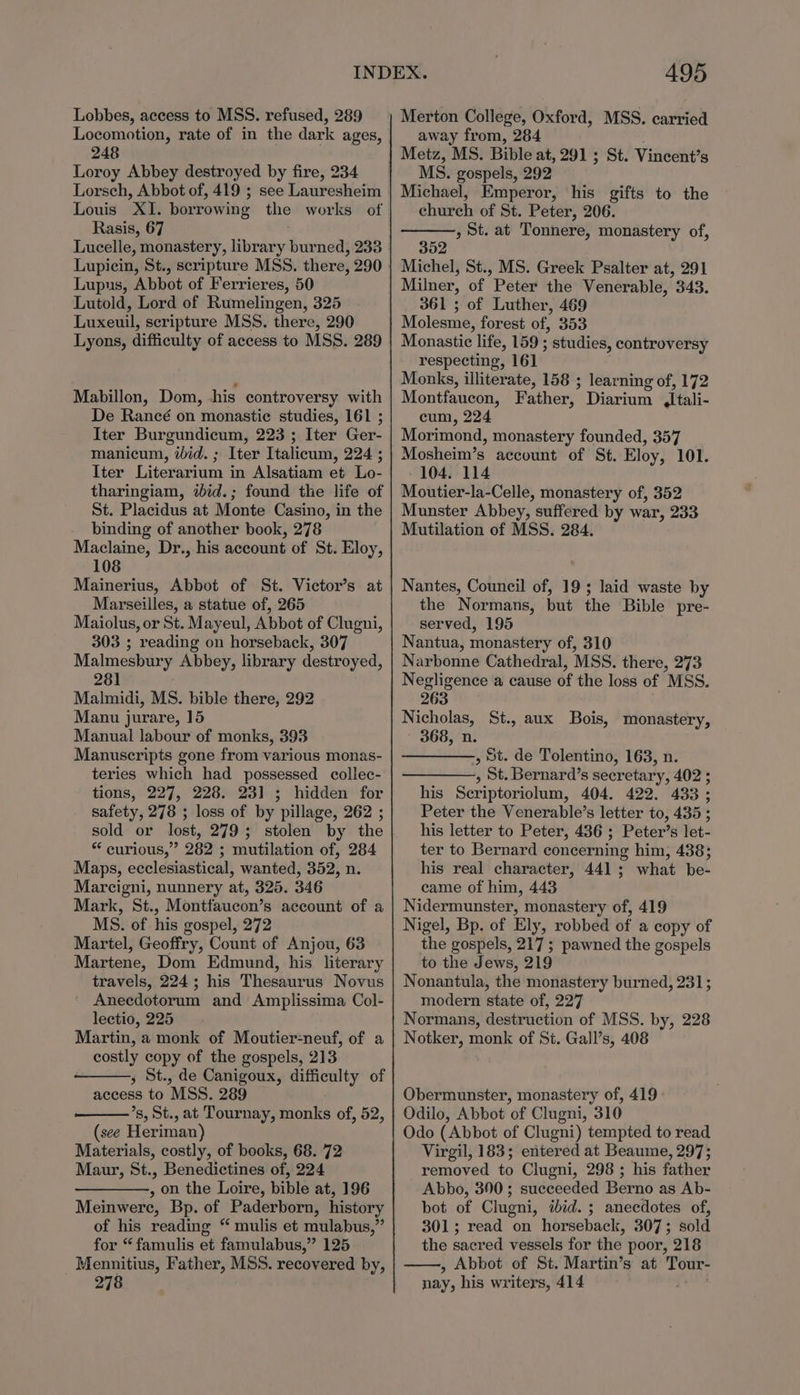 INDEX. 495
Lobbes, access to MSS. refused, 289
Locomotion, rate of in the dark ages,
248
Loroy Abbey destroyed by fire, 234
Lorsch, Abbot of, 419 ; see Lauresheim
Louis XI. borrowing the works of
Rasis, 67
Lucelle, monastery, library burned, 233
Lupicin, St., scripture MSS. there, 290
Lupus, Abbot of Ferrieres, 50
Lutold, Lord of Rumelingen, 325
Luxeuil, scripture MSS. there, 290
Lyons, difficulty of access to MSS. 289
Mabillon, Dom, his controversy with
De Rancé on monastic studies, 161 ;
Iter Burgundicum, 223 ; Iter Ger-
manicum, ibid. ; Iter Italicum, 224 ;
Iter Literarium in Alsatiam et Lo-
tharingiam, ibid. ; found the life of
St. Placidus at Monte Casino, in the
binding of another book, 278
Maclaine, Dr., his account of St. Eloy,
108
Mainerius, Abbot of St. Victor's at
Marseilles, a statue of, 265
Maiolus, or St. Mayeul, Abbot of Clugni,
303 ; reading on horseback, 307
Malmesbury Abbey, library destroyed,
281
Malmidi, MS. bible there, 292
Manu jurare, 15
Manual labour of monks, 393
Manuscripts gone from various monas-
teries which had possessed collec-
tions, 227, 228. 231 ; hidden for
safety, 278 ; loss of by pillage, 262 ;
sold or lost, 279 ; stolen by the
“ curious,” 282 ; mutilation of, 284
Maps, ecclesiastical, wanted, 352, n.
Marcigni, nunnery at, 325. 346
Mark, St., Montfaucon's account of a
MS. of his gospel, 272
Martel, Geoffry, Count of Anjou, 63
Martene, Dom Edmund, his literary
travels, 224 ; his Thesaurus Novus
Anecdotorum and Amplissima Col-
lectio, 225
Martin, a monk of Moutier-neuf, of a
costly copy of the gospels, 213
———, St., de Canigoux, difficulty of
access to MSS. 289
———'s, St., at Tournay, monks of, 52,
(see Heriman)
Materials, costly, of books, 68. 72
Maur, St., Benedictines of, 224
————, on the Loire, bible at, 196
Meinwerc, Bp. of Paderborn, history
of his reading “ mulis et mulabus,”
for “ famulis et famulabus,” 125
Mennitius, Father, MSS. recovered by,
278
Merton College, Oxford, MSS. carried
away from, 284
Metz, MS. Bible at, 291 ; St. Vincent's
MS. gospels, 292
Michael, Emperor, his gifts to the
church of St. Peter, 206.
———, St. at Tonnere, monastery of,
352
Michel, St., MS. Greek Psalter at, 291
Milner, of Peter the Venerable, 343.
361 ; of Luther, 469
Molesme, forest of, 353
Monastic life, 159 ; studies, controversy
respecting, 161
Monks, illiterate, 158 ; learning of, 172
Montfaucon, Father, Diarium Itali-
cum, 224
Morimond, monastery founded, 357
Mosheim's account of St. Eloy, 101.
104. 114
Moutier-la-Celle, monastery of, 352
Munster Abbey, suffered by war, 233
Mutilation of MSS. 284.
Nantes, Council of, 19 ; laid waste by
the Normans, but the Bible pre-
served, 195
Nantua, monastery of, 310
Narbonne Cathedral, MSS. there, 273
Negligence a cause of the loss of MSS.
263
Nicholas, St., aux Bois, monastery,
368, n.
————, St. de Tolentino, 163, n.
————, St. Bernard's secretary, 402 ;
his Scriptoriolum, 404. 422. 433 ;
Peter the Venerable's letter to, 435 ;
his letter to Peter, 436 ; Peter's let-
ter to Bernard concerning him, 438;
his real character, 441 ; what be-
came of him, 443
Nidermunster, monastery of, 419
Nigel, Bp. of Ely, robbed of a copy of
the gospels, 217 ; pawned the gospels
to the Jews, 219
Nonantula, the monastery burned, 231;
modern state of, 227
Normans, destruction of MSS. by, 228
Notker, monk of St. Gall's, 408
Obermunster, monastery of, 419
Odilo, Abbot of Clugni, 310
Odo (Abbot of Clugni) tempted to read
Virgil, 183; entered at Beaume, 297;
removed to Clugni, 298 ; his father
Abbo, 300 ; succeeded Berno as Ab-
bot of Clugni, ibid. ; anecdotes of,
301 ; read on horseback, 307 ; sold
the sacred vessels for the poor, 218
——, Abbot of St. Martin's at Tour-
nay, his writers, 414